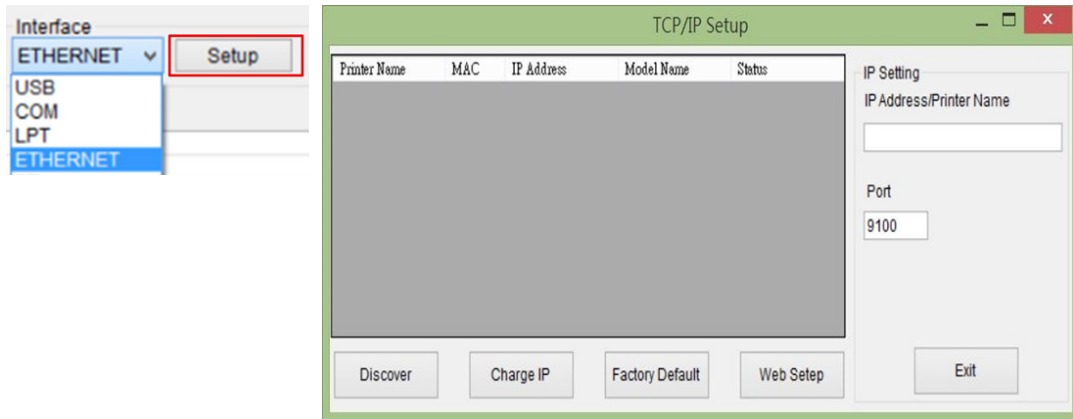 Interface
ETHERNET Setup
USB
COM
LPT
ETHERNET
TCP/IP Setup
X
Printer Name MAC IP Address Model Name Status
IP Setting
IP Address/Printer Name
Port
9100
Discover Charge IP Factory Default Web Setep Exit